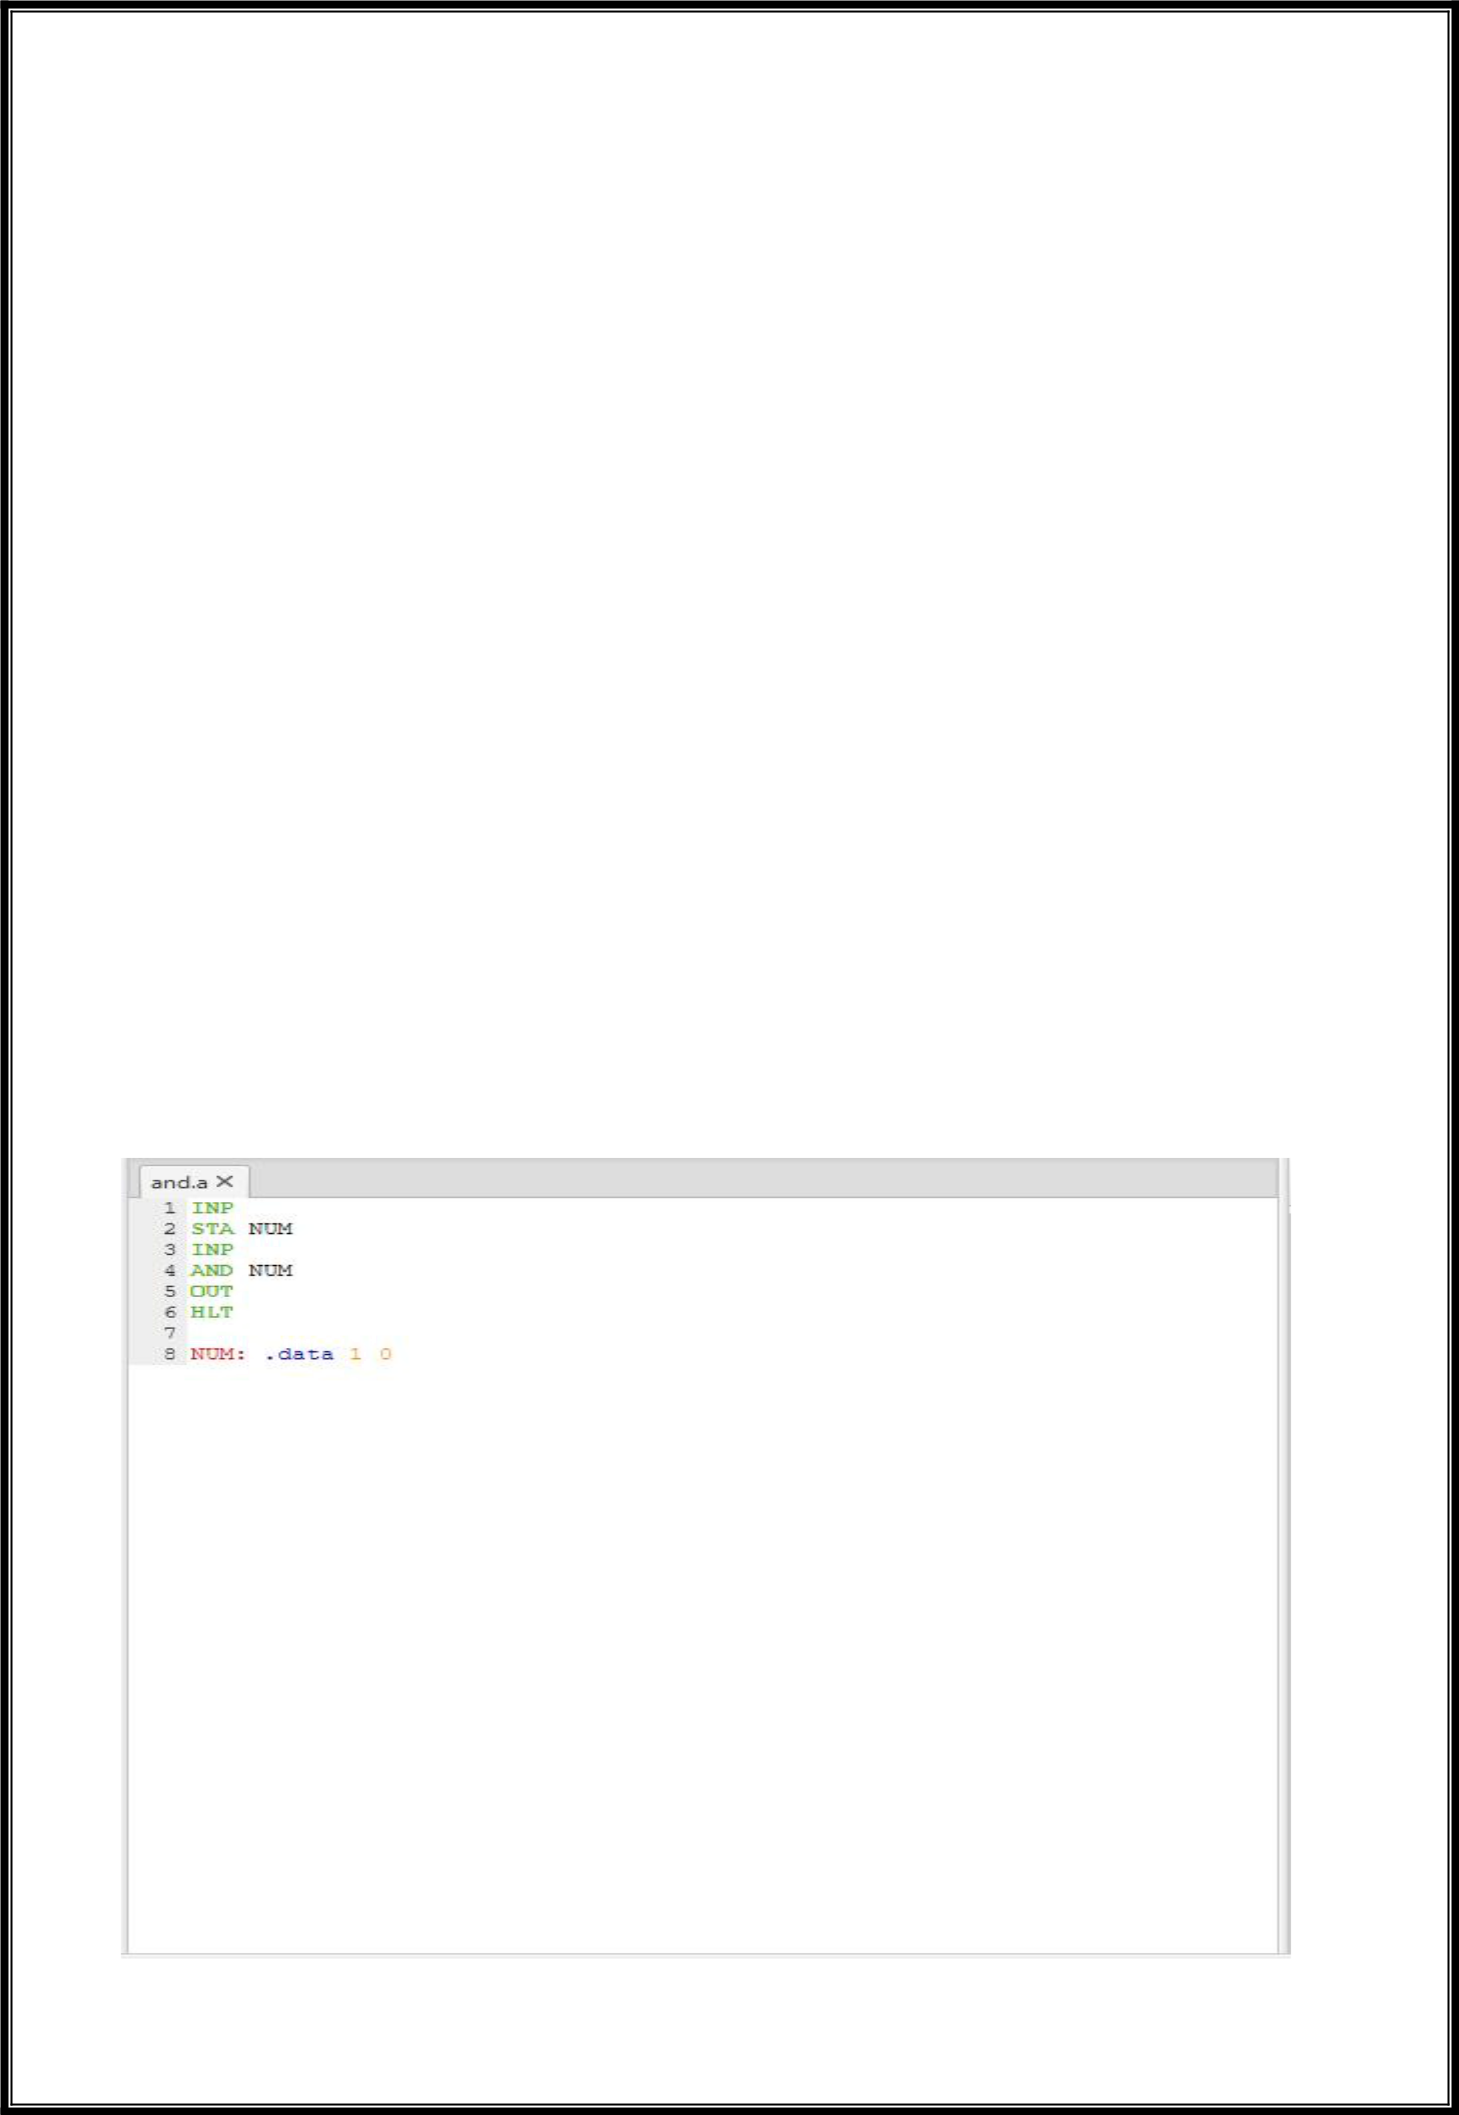 and.a X
1 INP
2 STA NUM
3 INP
4 AND NUM
5 OUT
6 HLT
7
8 NUM: .data 1 0